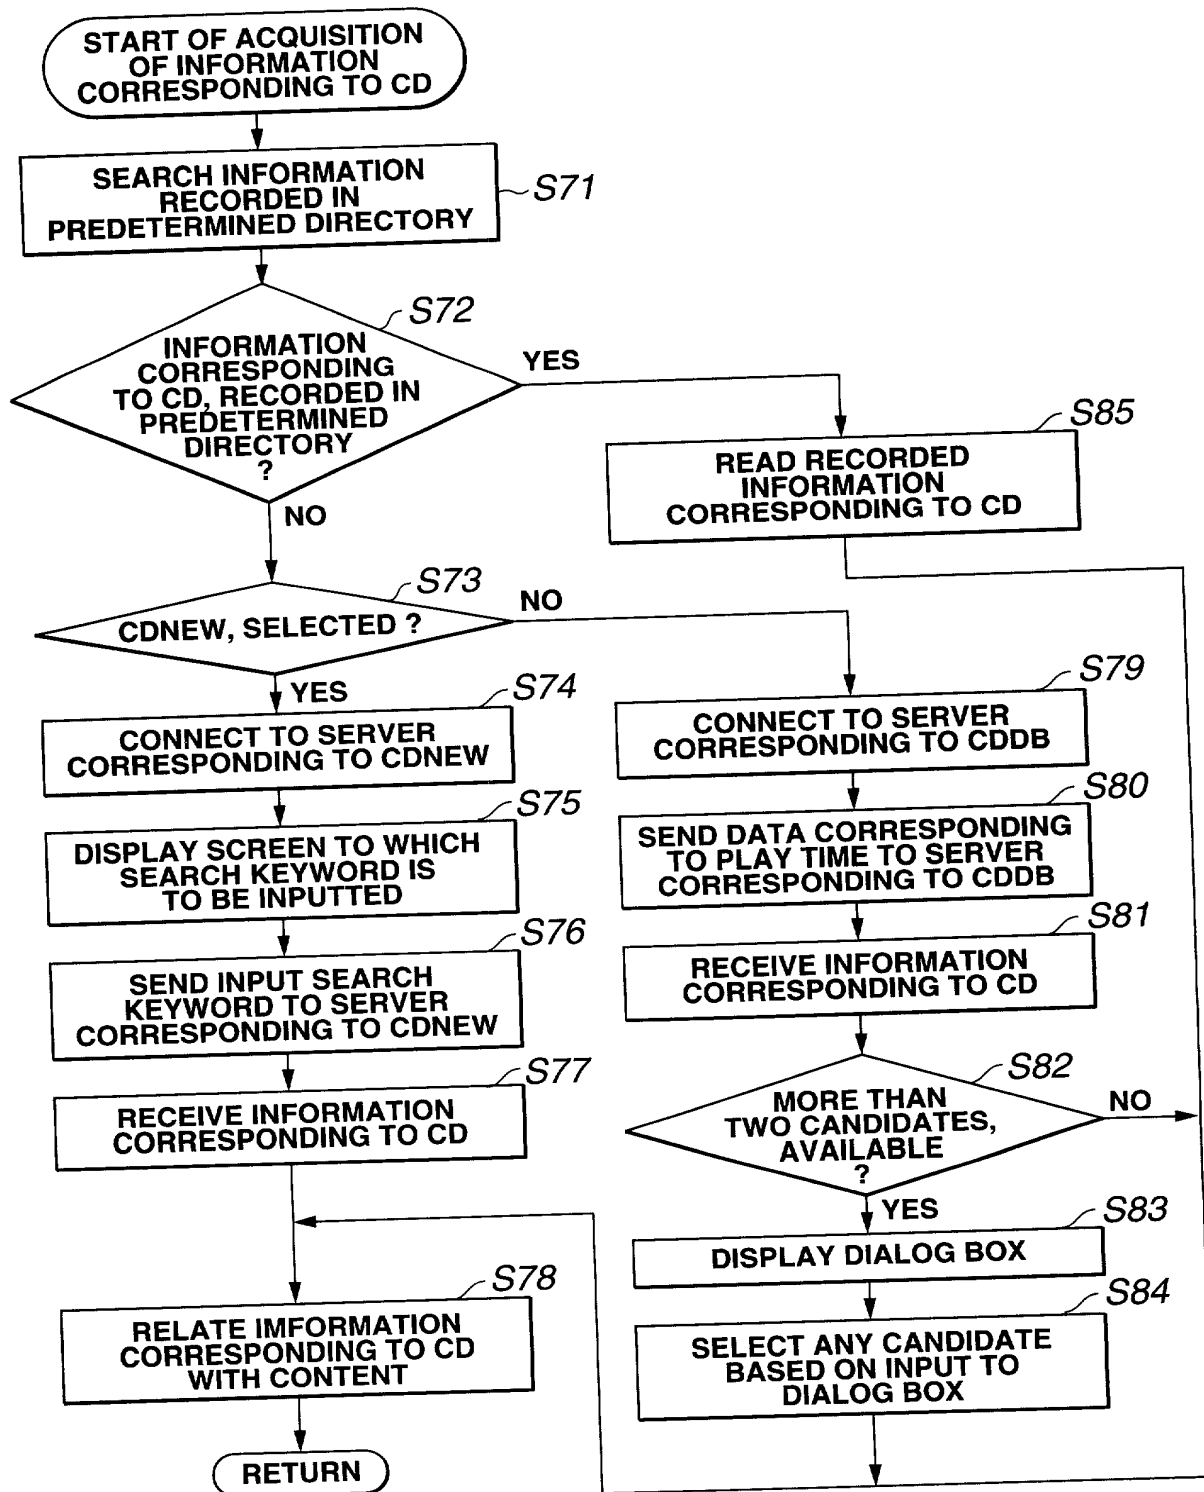 START OF ACQUISITION
OF INFORMATION
CORRESPONDING TO CD
SEARCH INFORMATION
RECORDED IN
PREDETERMINED DIRECTORY
S71
S72
INFORMATION
CORRESPONDING
TO CD, RECORDED IN
PREDETERMINED
DIRECTORY
?
YES
NO
S85
READ RECORDED
INFORMATION
CORRESPONDING TO CD
S73
CDNEW, SELECTED ?
NO
YES
S74
CONNECT TO SERVER
CORRESPONDING TO CDNEW
S75
DISPLAY SCREEN TO WHICH
SEARCH KEYWORD IS
TO BE INPUTTED
S76
SEND INPUT SEARCH
KEYWORD TO SERVER
CORRESPONDING TO CDNEW
S77
RECEIVE INFORMATION
CORRESPONDING TO CD
S78
RELATE IMFORMATION
CORRESPONDING TO CD
WITH CONTENT
RETURN
S79
CONNECT TO SERVER
CORRESPONDING TO CDDB
S80
SEND DATA CORRESPONDING
TO PLAY TIME TO SERVER
CORRESPONDING TO CDDB
S81
RECEIVE INFORMATION
CORRESPONDING TO CD
S82
MORE THAN
TWO CANDIDATES,
AVAILABLE
?
NO
YES
S83
DISPLAY DIALOG BOX
S84
SELECT ANY CANDIDATE
BASED ON INPUT TO
DIALOG BOX